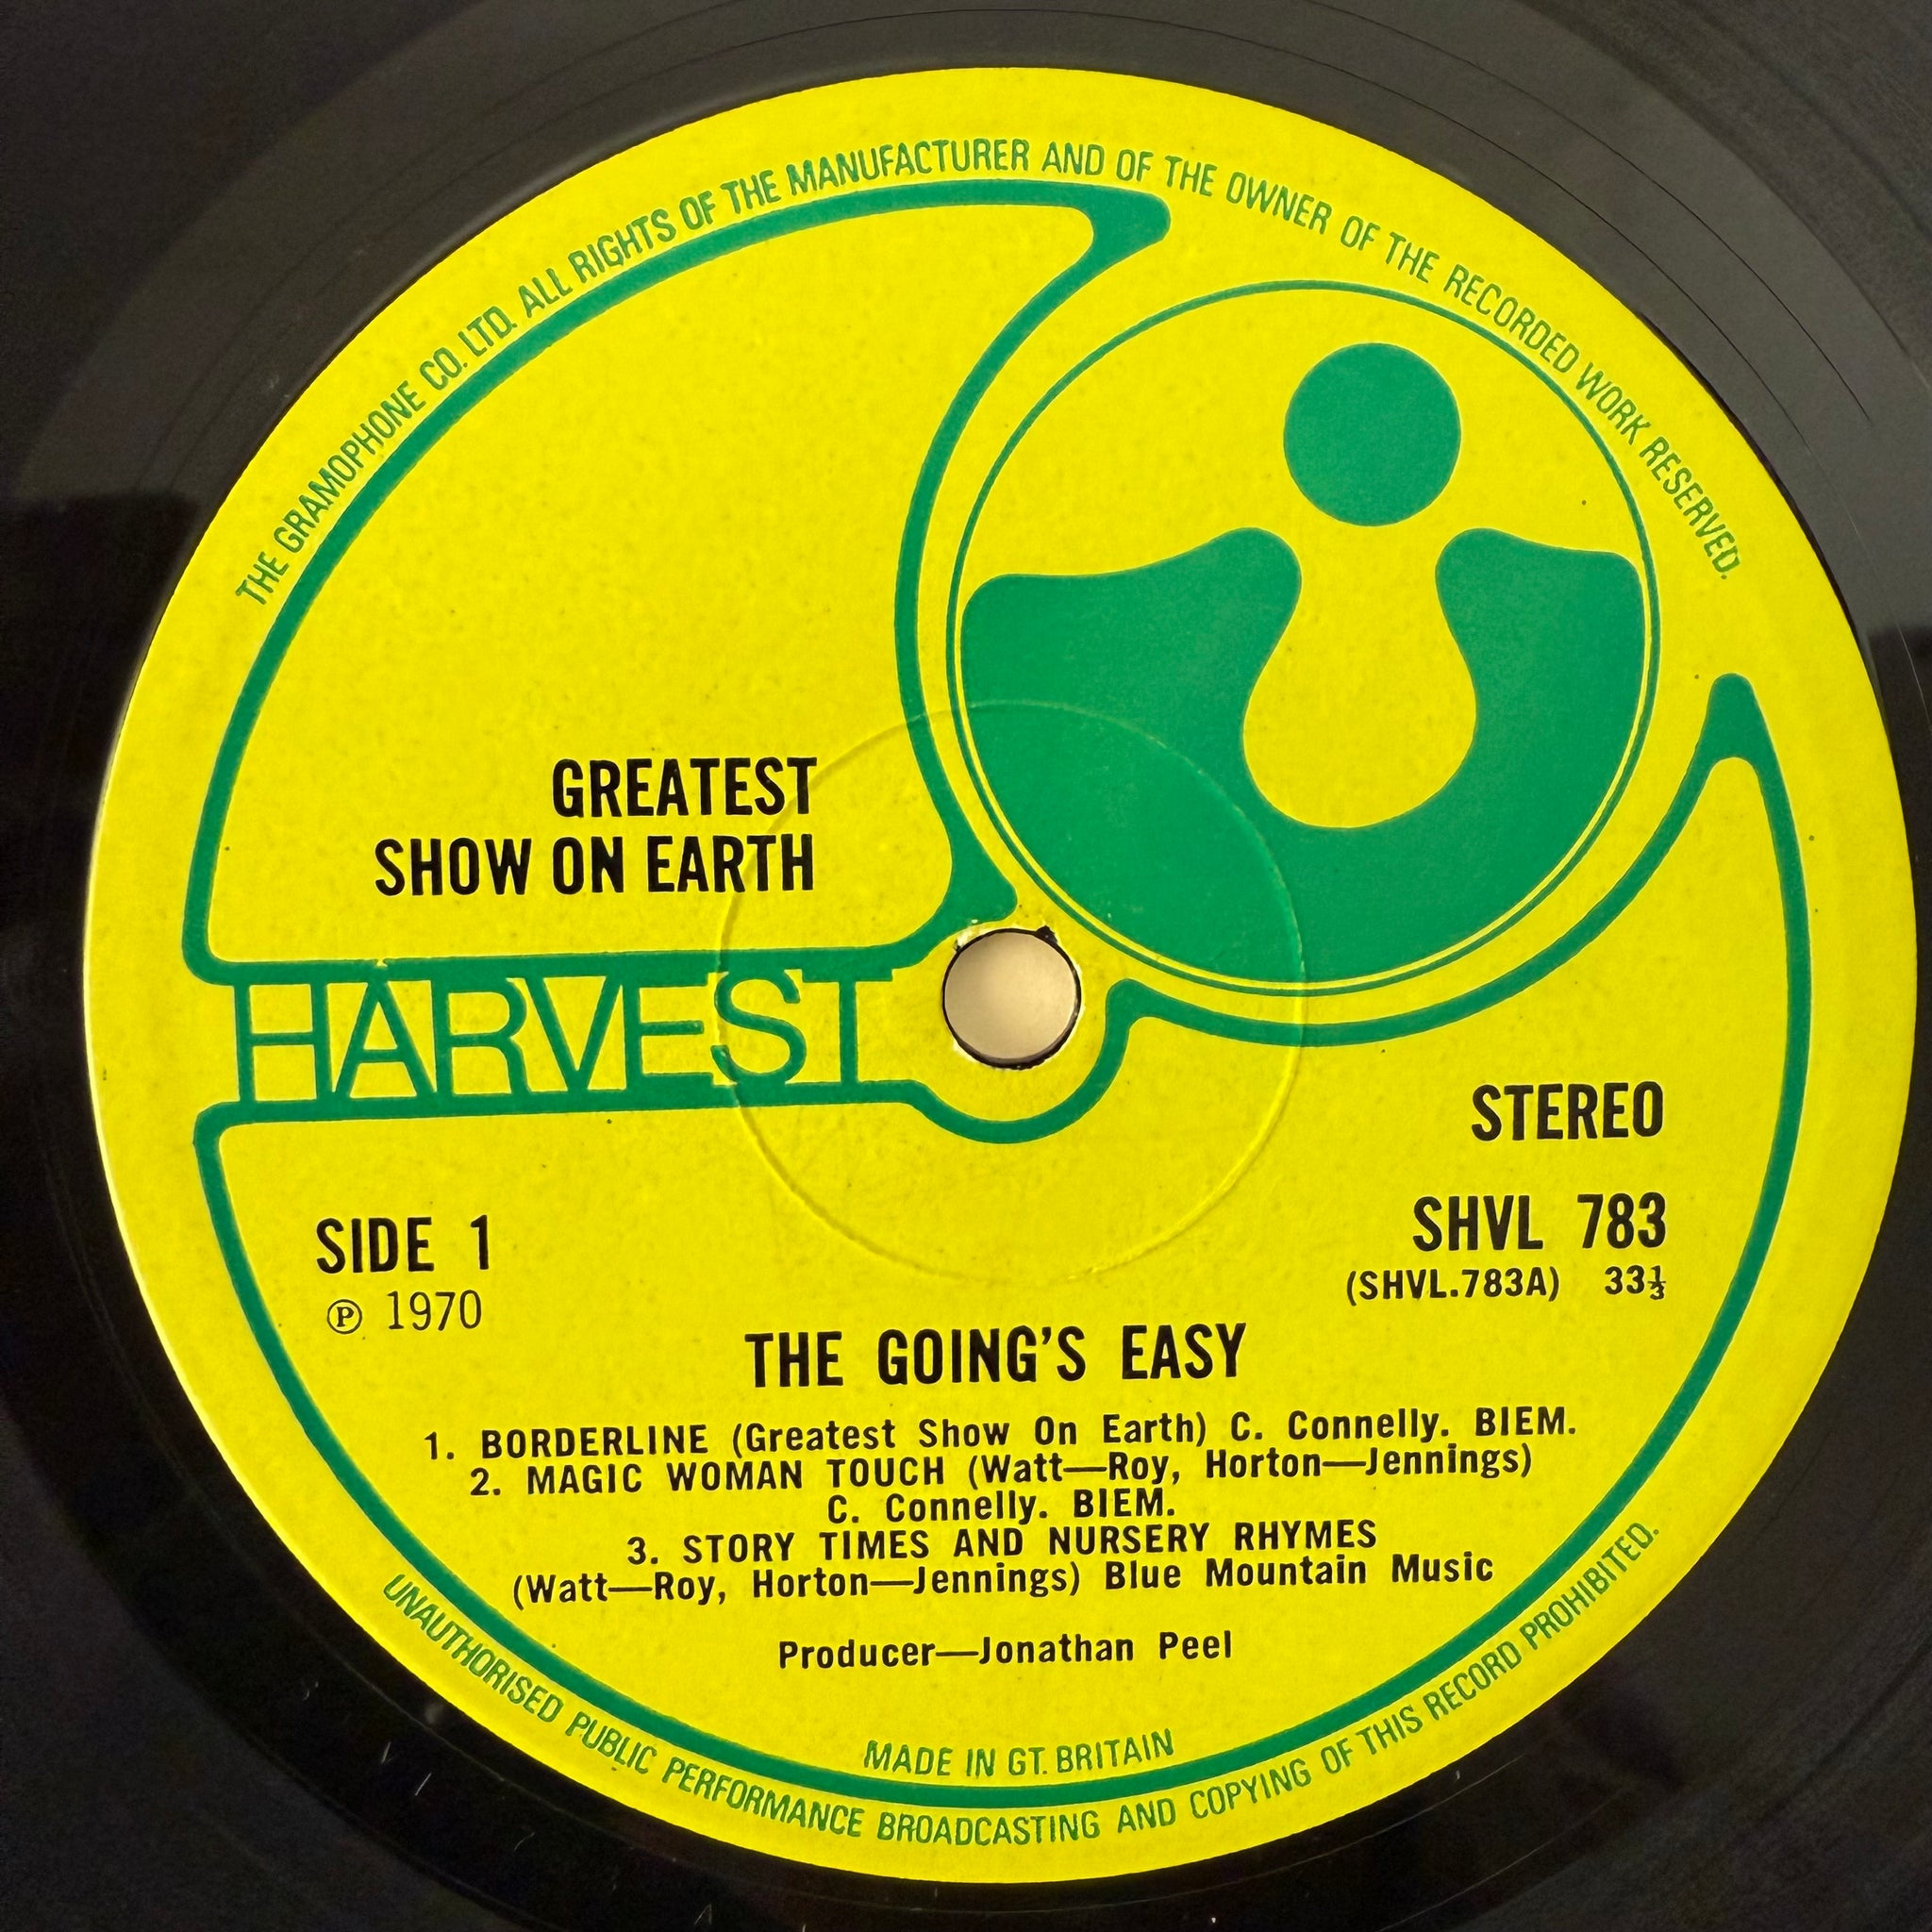 THE GRAMOPHONE CO. LTD. ALL RIGHTS OF THE MANUFACTURER AND OF THE OWNER OF THE RECORDED WORK RESERVED.
GREATEST
SHOW ON EARTH
HARVEST
STEREO
SIDE 1
℗ 1970
SHVL 783
(SHVL.783A) 33⅓
THE GOING'S EASY
1. BORDERLINE (Greatest Show On Earth) C. Connelly. BIEM.
2. MAGIC WOMAN TOUCH (Watt—Roy, Horton—Jennings)
C. Connelly. BIEM.
3. STORY TIMES AND NURSERY RHYMES
(Watt—Roy, Horton—Jennings) Blue Mountain Music
Producer—Jonathan Peel
MADE IN GT. BRITAIN
UNAUTHORISED PUBLIC PERFORMANCE BROADCASTING AND COPYING OF THIS RECORD PROHIBITED.